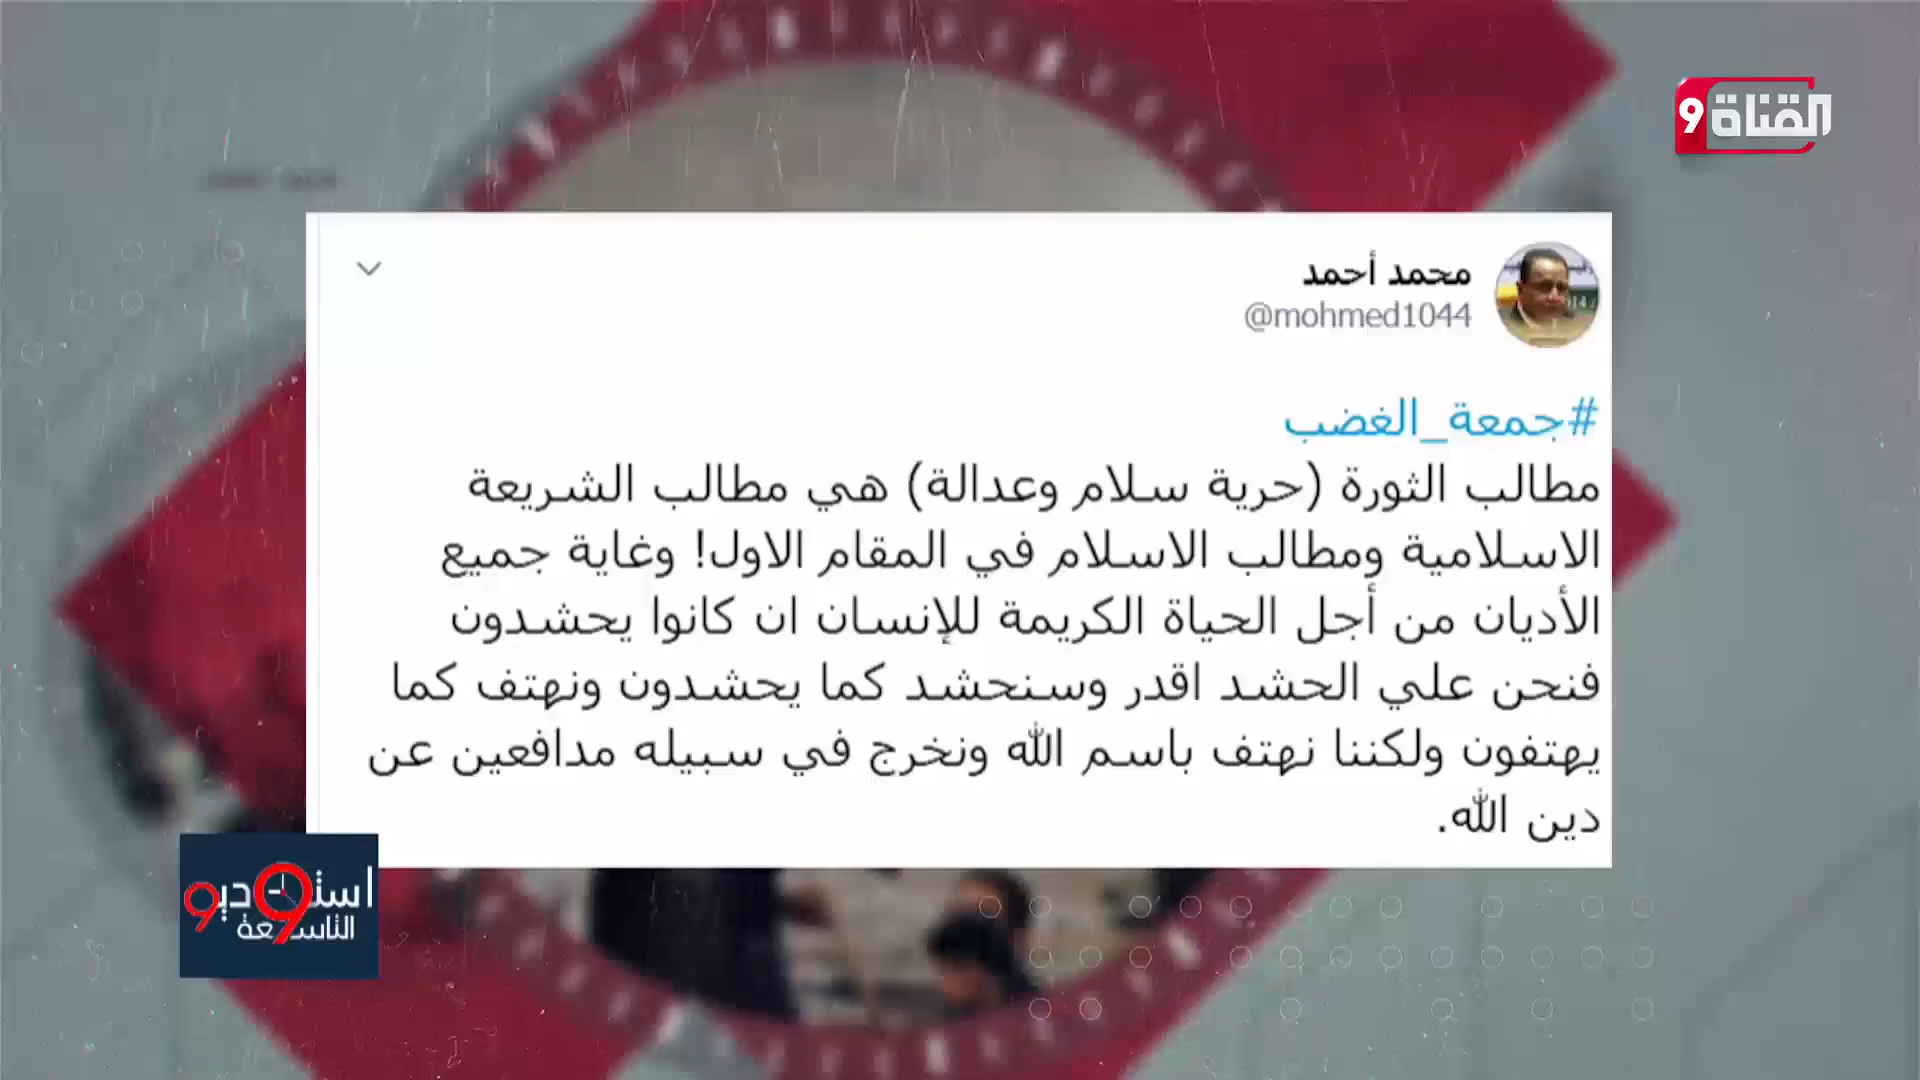 القناة 9
محمد أحمد
@mohmed1044
#جمعة_الغضب
مطالب الثورة (حرية سلام وعدالة) هي مطالب الشريعة
الاسلامية ومطالب الاسلام في المقام الاول! وغاية جميع
الأديان من أجل الحياة الكريمة للإنسان ان كانوا يحشدون
فنحن علي الحشد اقدر وسنحشد كما يحشدون ونهتف كما
يهتفون ولكننا نهتف باسم الله ونخرج في سبيله مدافعين عن
دين الله.
استوديو 9
التاسعة